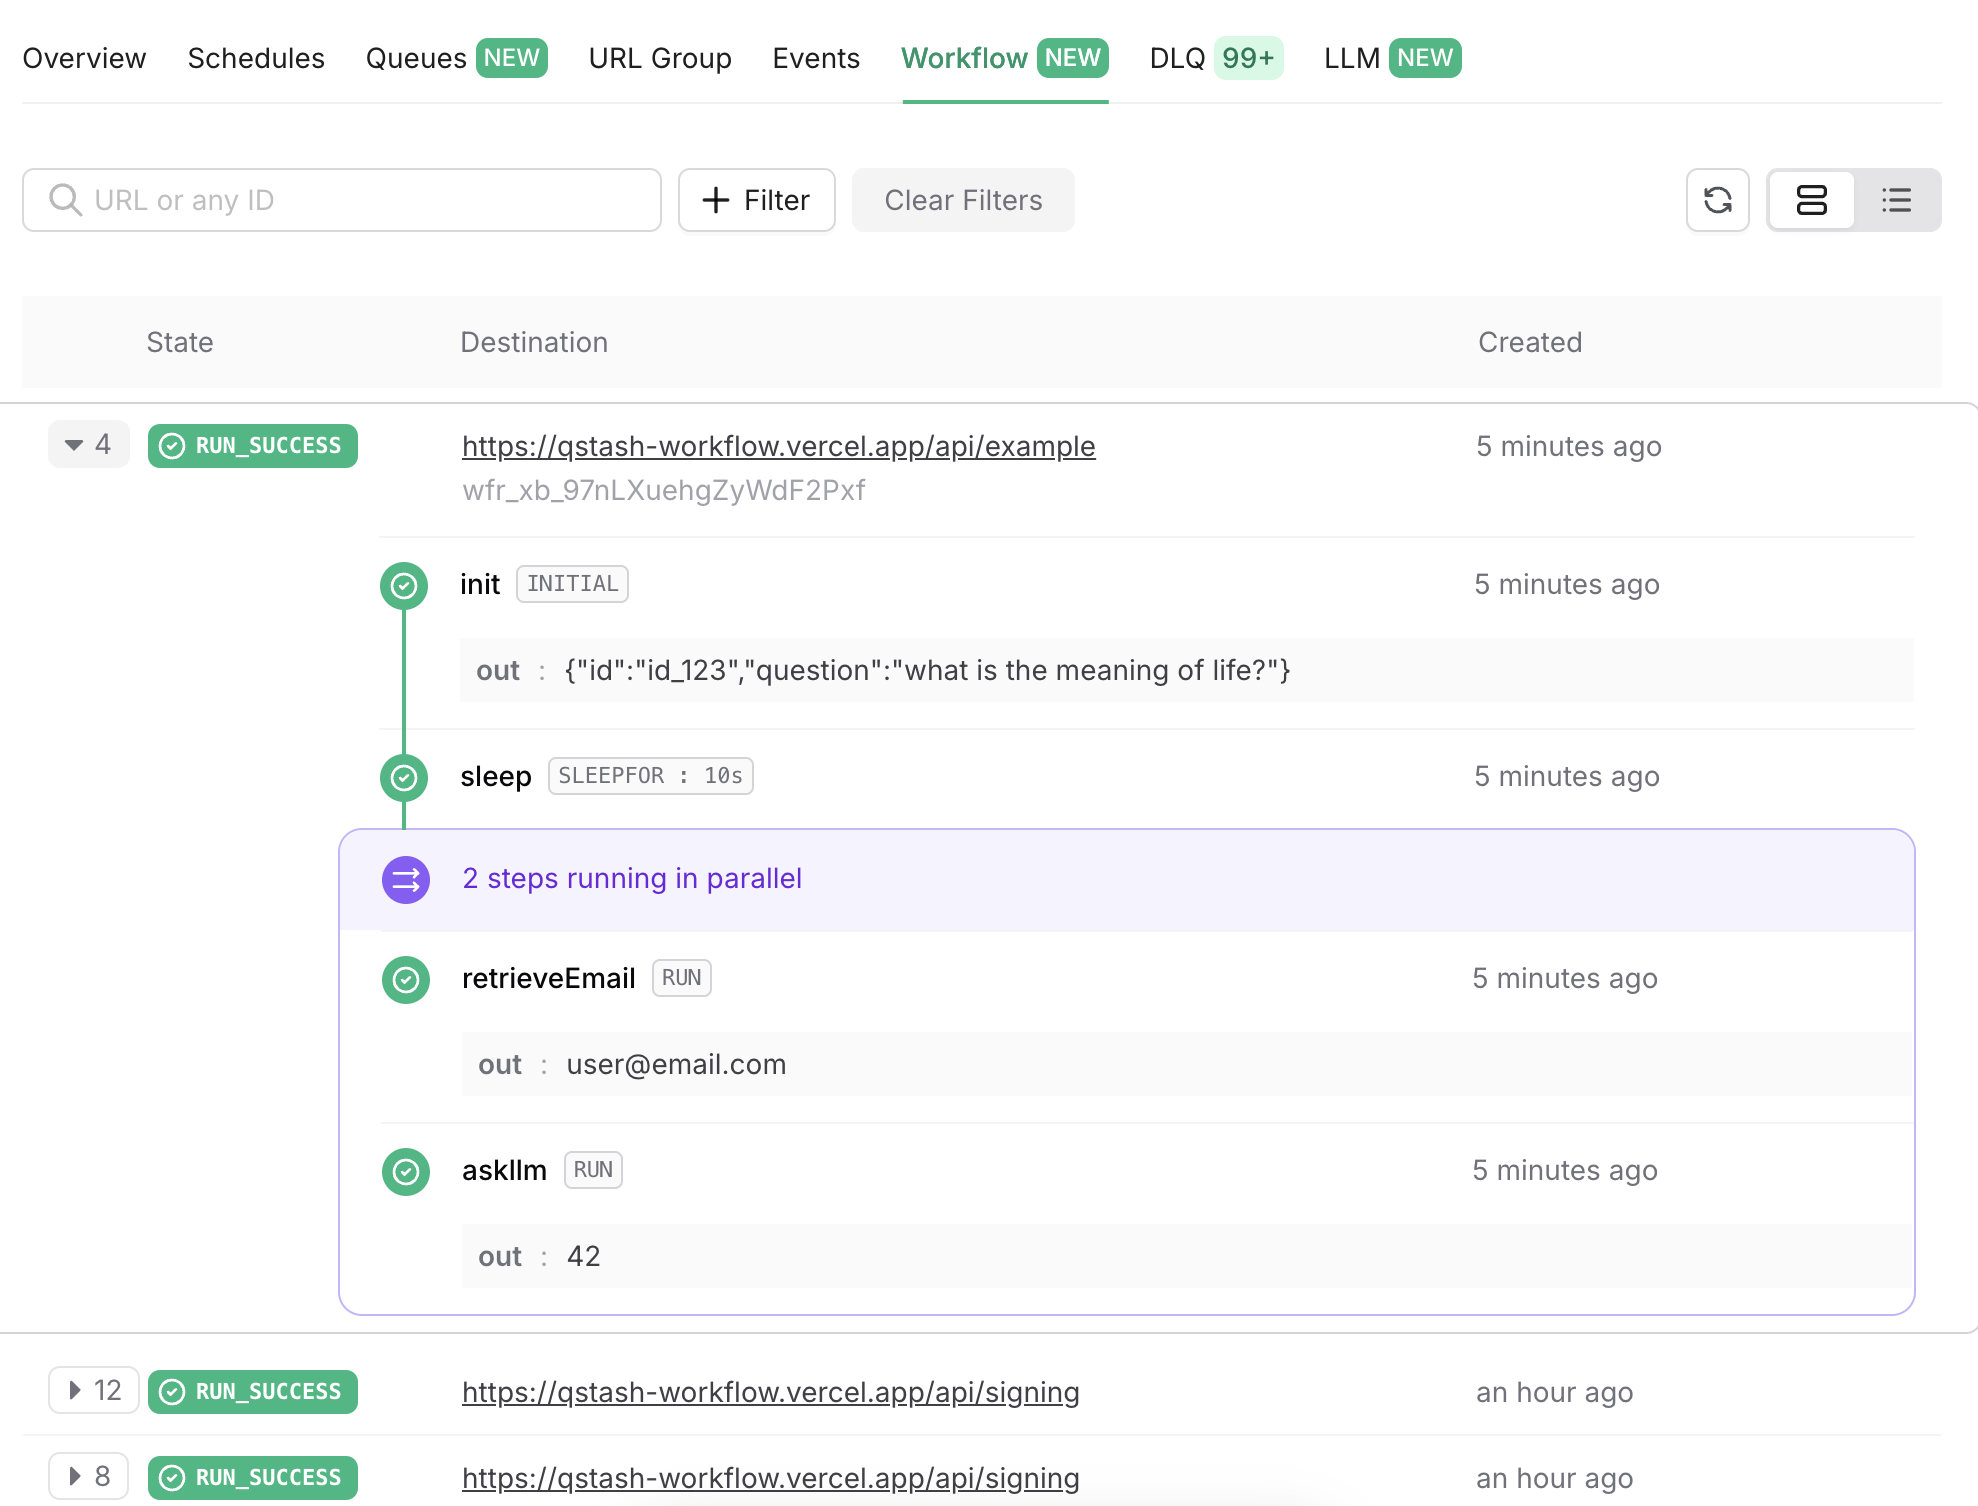 Overview Schedules Queues NEW URL Group Events Workflow NEW DLQ 99+ LLM NEW
URL or any ID Filter Clear Filters
State Destination Created
4 RUN_SUCCESS https://qstash-workflow.vercel.app/api/example 5 minutes ago
wfr_xb_97nLXuehgZyWdF2Pxf
init INITIAL 5 minutes ago
out : {"id":"id_123","question":"what is the meaning of life?"}
sleep SLEEPFOR : 10s 5 minutes ago
2 steps running in parallel
retrieveEmail RUN 5 minutes ago
out : user@email.com
askllm RUN 5 minutes ago
out : 42
12 RUN_SUCCESS https://qstash-workflow.vercel.app/api/signing an hour ago
8 RUN_SUCCESS https://qstash-workflow.vercel.app/api/signing an hour ago